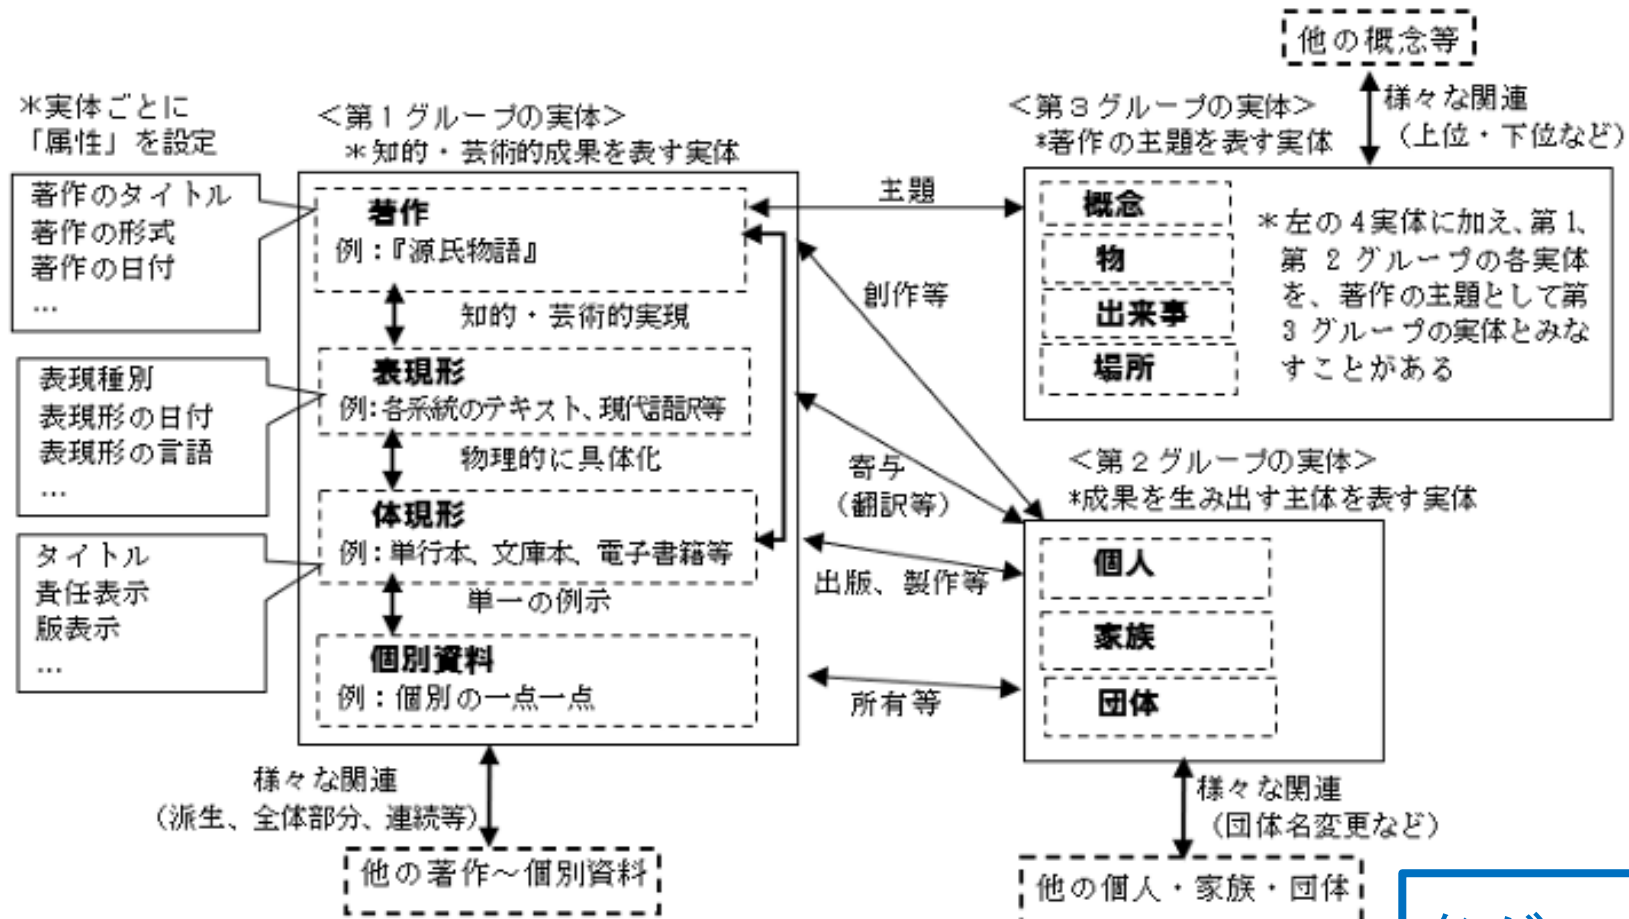 他の概念等
様々な関連
（上位・下位など）
＊実体ごとに
「属性」を設定
著作のタイトル
著作の形式
著作の日付
…
表現種別
表現形の日付
表現形の言語
…
タイトル
責任表示
版表示
…
＜第１グループの実体＞
＊知的・芸術的成果を表す実体
著作
例：『源氏物語』
知的・芸術的実現
表現形
例：各系統のテキスト、現代語訳等
物理的に具体化
体現形
例：単行本、文庫本、電子書籍等
単一の例示
個別資料
例：個別の一点一点
様々な関連
（派生、全体部分、連続等）
他の著作～個別資料
主題
創作等
寄与
（翻訳等）
出版、製作等
所有等
＜第３グループの実体＞
*著作の主題を表す実体
概念
物
出来事
場所
＊左の４実体に加え、第１、
第２グループの各実体
を、著作の主題として第
３グループの実体とみな
すことがある
＜第２グループの実体＞
*成果を生み出す主体を表す実体
個人
家族
団体
様々な関連
（団体名変更など）
他の個人・家族・団体